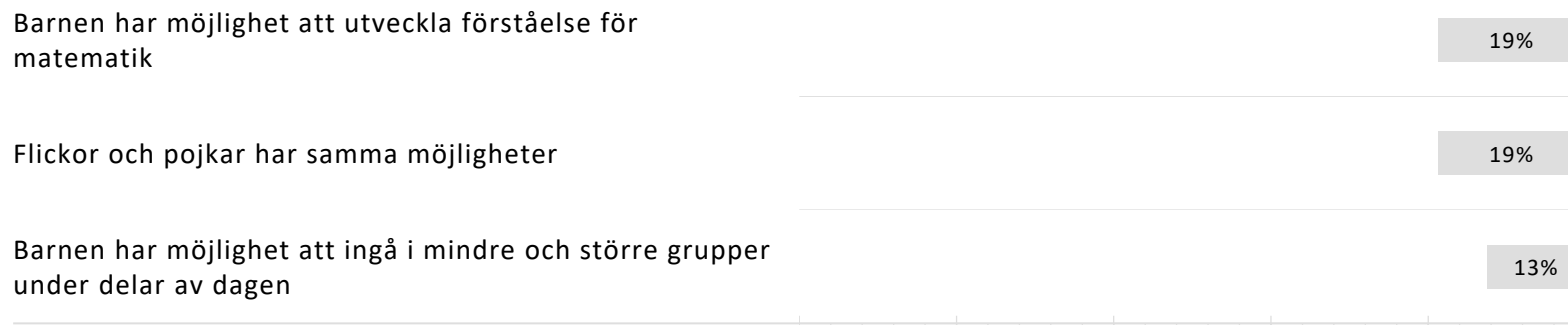 Barnen har möjlighet att utveckla förståelse för
matematik
19%
Flickor och pojkar har samma möjligheter
19%
Barnen har möjlighet att ingå i mindre och större grupper
under delar av dagen
13%